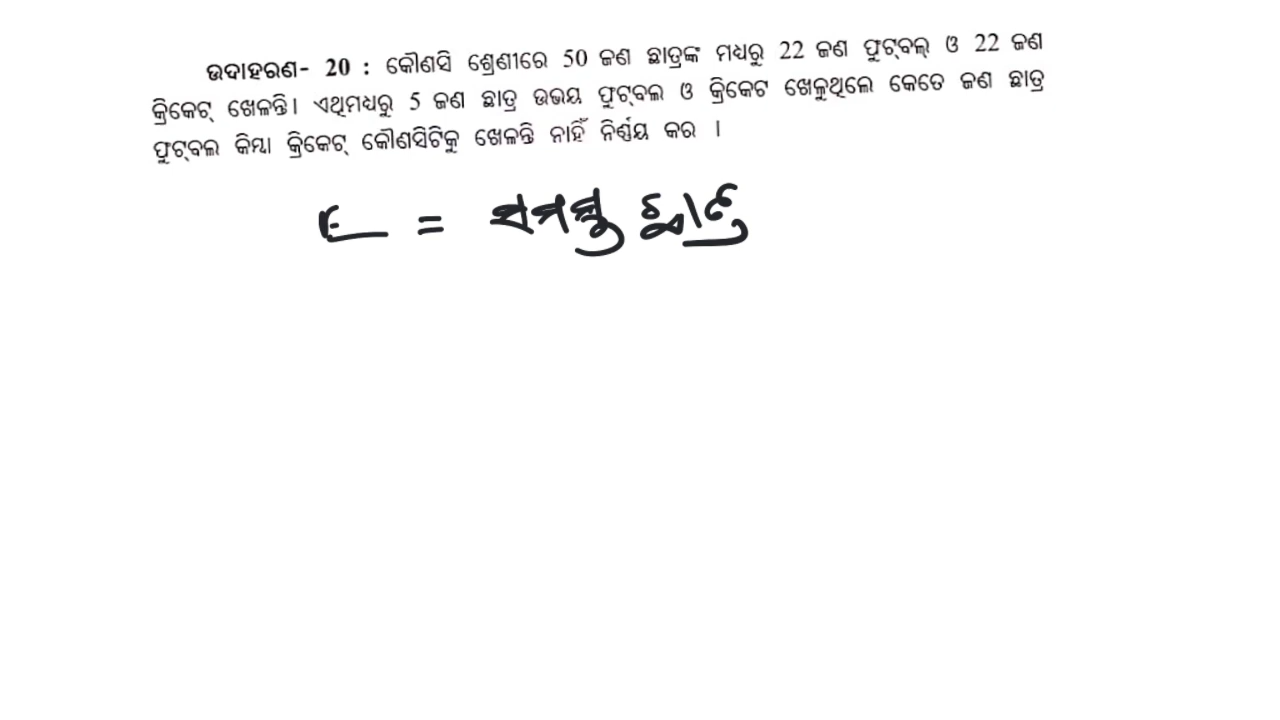 ଉଦାହରଣ- 20 : କୌଣସି ଶ୍ରେଣୀରେ 50 ଜଣ ଛାତ୍ରଙ୍କ ମଧ୍ୟରୁ 22 ଜଣ ଫୁଟ୍‌ବଲ୍ ଓ 22 ଜଣ
କ୍ରିକେଟ୍ ଖେଳନ୍ତି। ଏଥିମଧ୍ୟରୁ 5 ଜଣ ଛାତ୍ର ଉଭୟ ଫୁଟ୍‌ବଲ ଓ କ୍ରିକେଟ ଖେଳୁଥିଲେ କେତେ ଜଣ ଛାତ୍ର
ଫୁଟ୍‌ବଲ କିମ୍ବା କ୍ରିକେଟ୍ କୌଣସିଟିକୁ ଖେଳନ୍ତି ନାହିଁ ନିର୍ଣ୍ଣୟ କର ।
E = ସମସ୍ତ ଛାତ୍ର